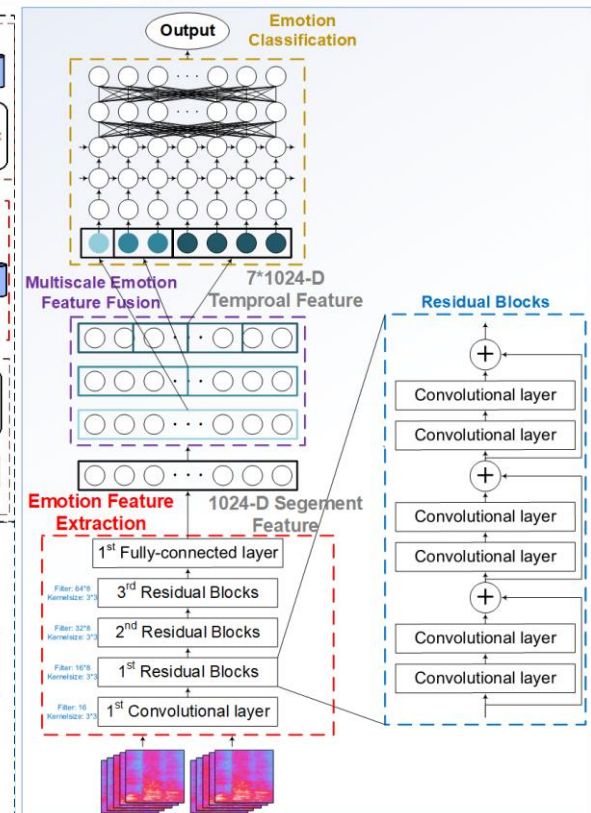 Output
Emotion
Classification
Multiscale Emotion
Feature Fusion
7*1024-D
Temproal Feature
Residual Blocks
+
Convolutional layer
Convolutional layer
+
Convolutional layer
Convolutional layer
+
Convolutional layer
Convolutional layer
Emotion Feature
Extraction
1024-D Segement
Feature
1st Fully-connected layer
Filter: 64*8
Kernelsize: 3*3
3rd Residual Blocks
Filter: 32*8
Kernelsize: 3*3
2nd Residual Blocks
Filter: 16*8
Kernelsize: 3*3
1st Residual Blocks
Filter: 16
Kernelsize: 3*3
1st Convolutional layer